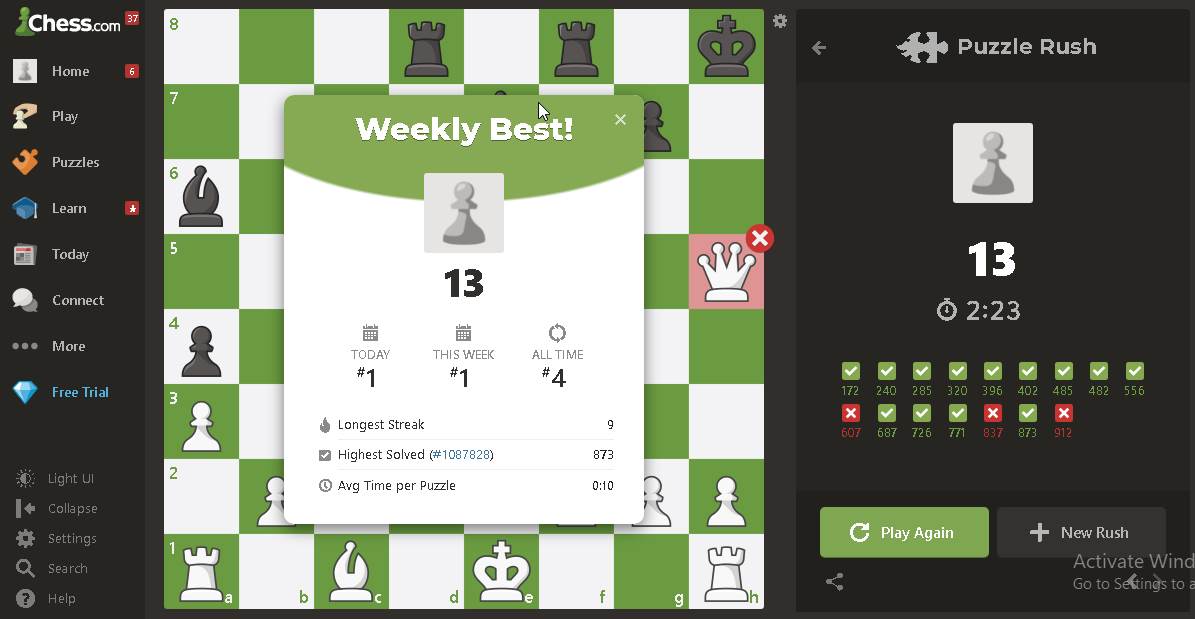 Chess.com 37
Home 6
Play
Puzzles
Learn
Today
Connect
More
Free Trial
Light UI
Collapse
Settings
Search
Help
8
7
6
5
4
3
2
1
a b c d e f g h
Weekly Best!
13
TODAY THIS WEEK ALL TIME
#1 #1 #4
Longest Streak 9
Highest Solved (#1087828) 873
Avg Time per Puzzle 0:10
Puzzle Rush
13
2:23
172 240 285 320 396 402 485 482 556
607 687 726 771 837 873 912
Play Again
New Rush
Activate Wind
Go to Settings to a